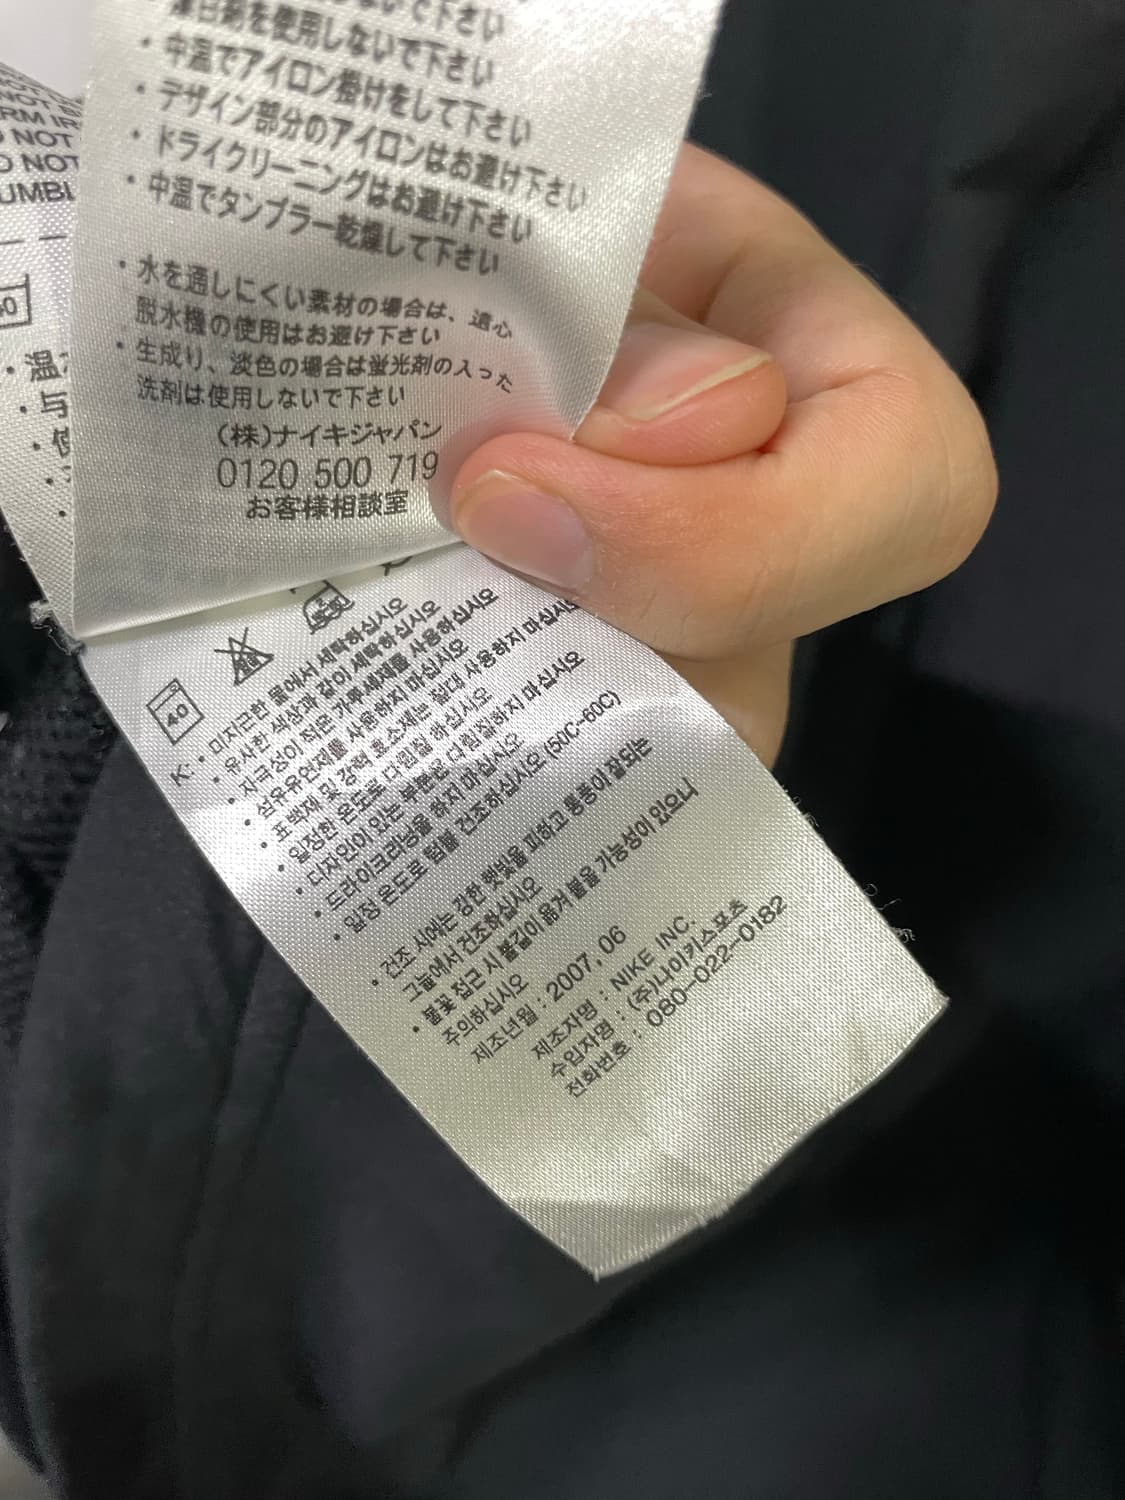 NOT
RM IR
NOT
O NOT
UMBL
40
・温
・与
・使
さい
を使用しないで下さい
・中温でアイロン掛けをして下さい
・デザイン部分のアイロンはお避け下さい
・ドライクリーニングはお避け下さい
・中温でタンブラー乾燥して下さい
・水を通しにくい素材の場合は、遠心
脱水機の使用はお避け下さい
・生成り、淡色の場合は蛍光剤の入った
洗剤は使用しないで下さい
(株)ナイキジャパン
0120 500 719
お客様相談室
40
K: ・미지근한 물에서 세탁하십시오
・유사한 색상과 같이 세탁하십시오
・자극성이 적은 가루세제를 사용하십시오
・섬유유연제를 사용하지 마십시오
・표백제 및 강력 효소제는 절대 사용하지 마십시오
・일정한 온도로 다림질 하십시오
・디자인이 있는 부분은 다림질하지 마십시오
・드라이크리닝을 하지 마십시오
・일정 온도로 텀블 건조하십시오 (50C-60C)
・건조 시에는 강한 햇빛을 피하고 통풍이 잘되는
그늘에서 건조하십시오
・불꽃 접근 시 불길이 옮겨 붙을 가능성이 있으니
주의하십시오
제조년월 : 2007. 06
제조자명 : NIKE INC.
수입자명 : (주)나이키스포츠
전화번호 : 080-022-0182